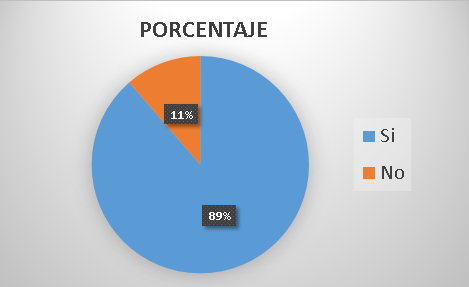 PORCENTAJE
11%
89%
Si
No